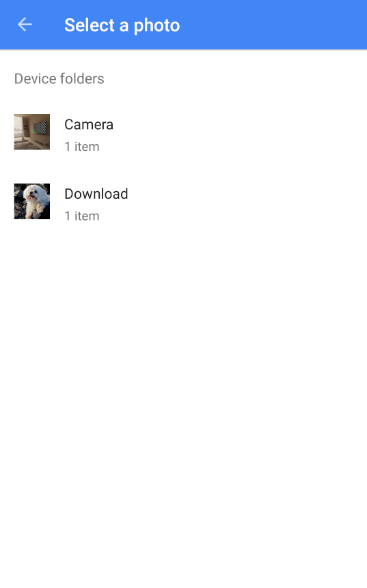 Select a photo
Device folders
Camera
1 item
Download
1 item